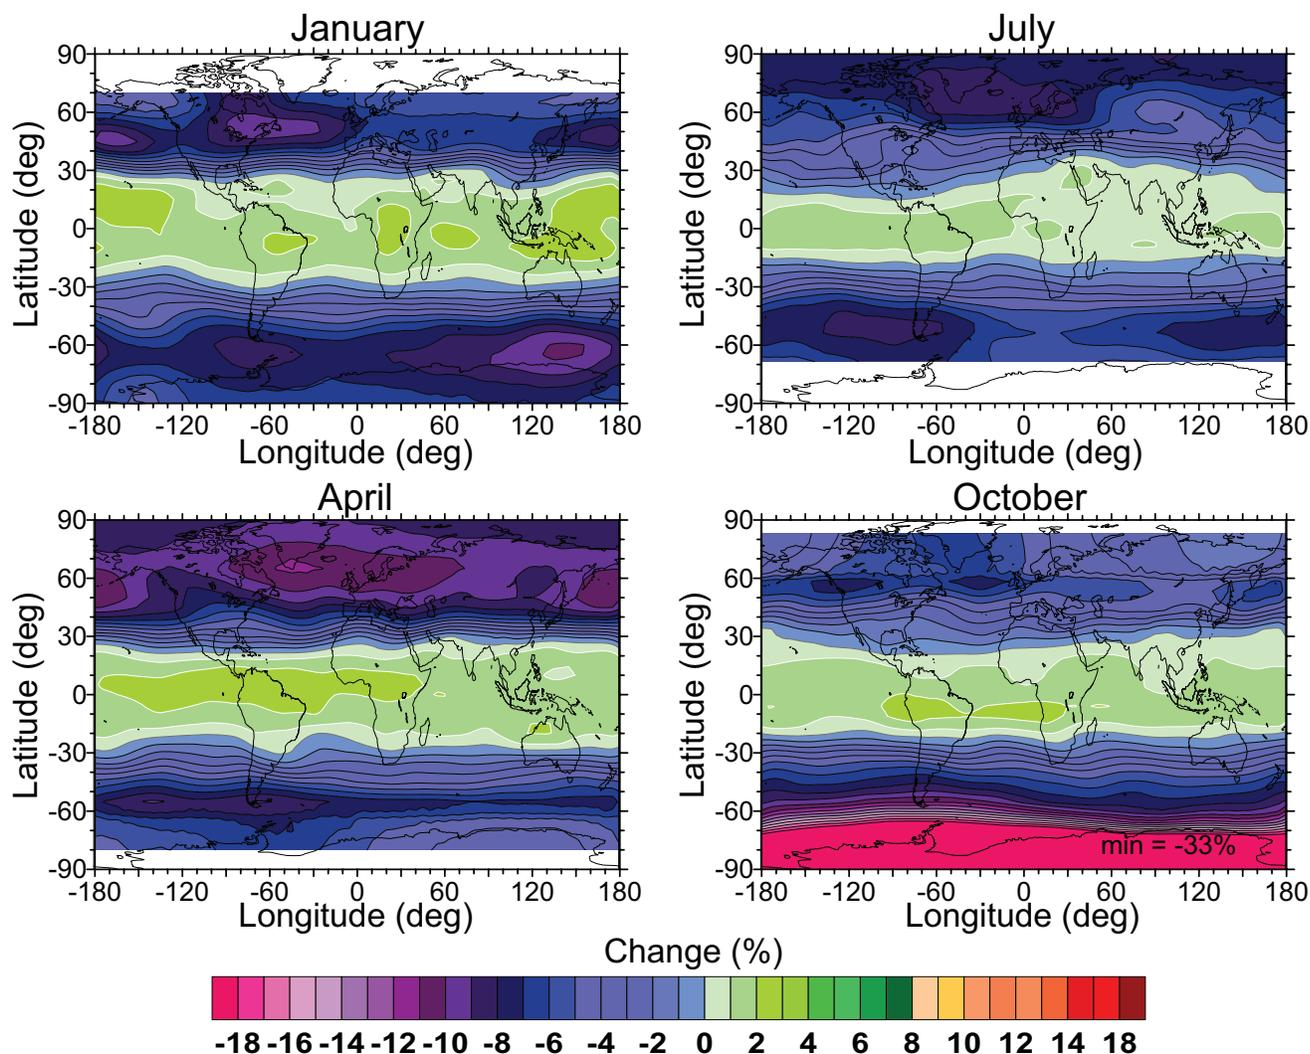 January
July
90
60
30
0
-30
-60
-90
Latitude (deg)
-180 -120 -60 0 60 120 180
Longitude (deg)
90
60
30
0
-30
-60
-90
Latitude (deg)
-180 -120 -60 0 60 120 180
Longitude (deg)
April
October
90
60
30
0
-30
-60
-90
Latitude (deg)
-180 -120 -60 0 60 120 180
Longitude (deg)
90
60
30
0
-30
-60
-90
Latitude (deg)
min = -33%
-180 -120 -60 0 60 120 180
Longitude (deg)
Change (%)
-18 -16 -14 -12 -10 -8 -6 -4 -2 0 2 4 6 8 10 12 14 18